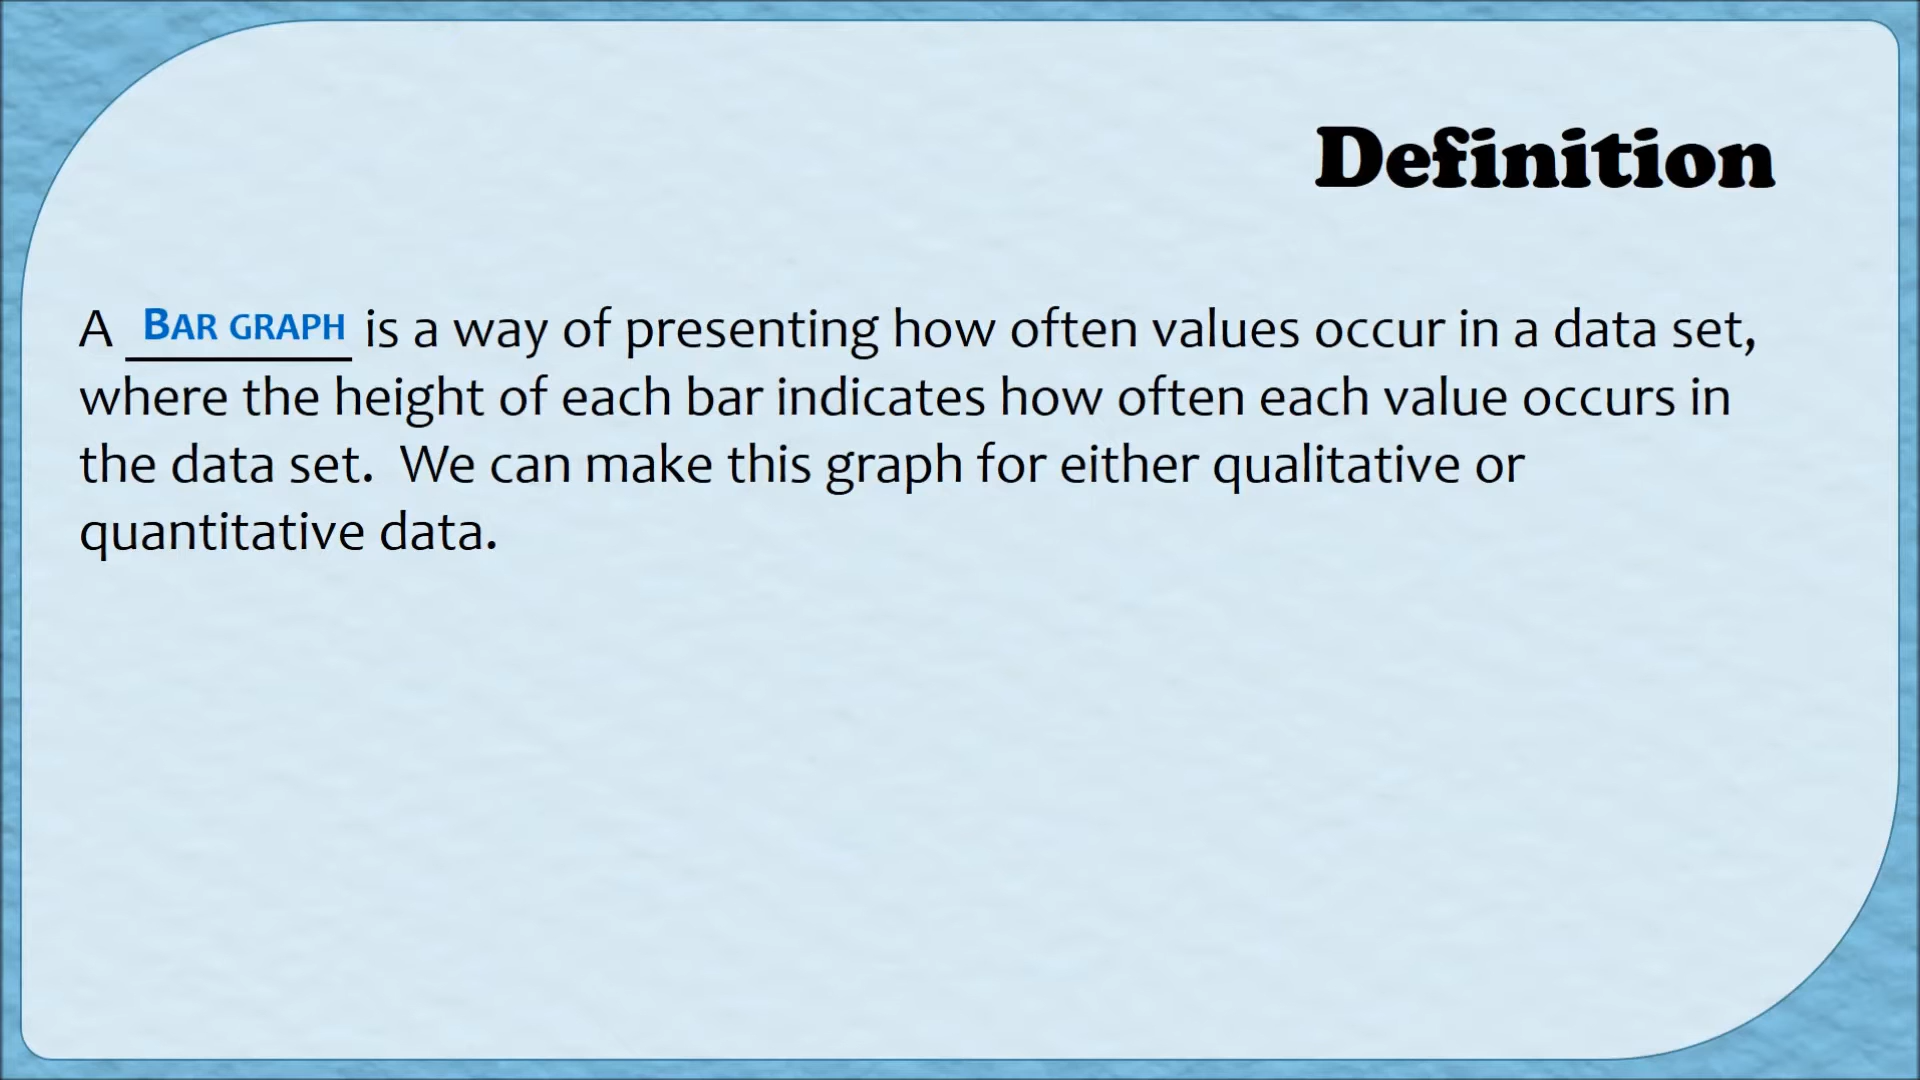 Definition
A BAR GRAPH is a way of presenting how often values occur in a data set,
where the height of each bar indicates how often each value occurs in
the data set.  We can make this graph for either qualitative or
quantitative data.